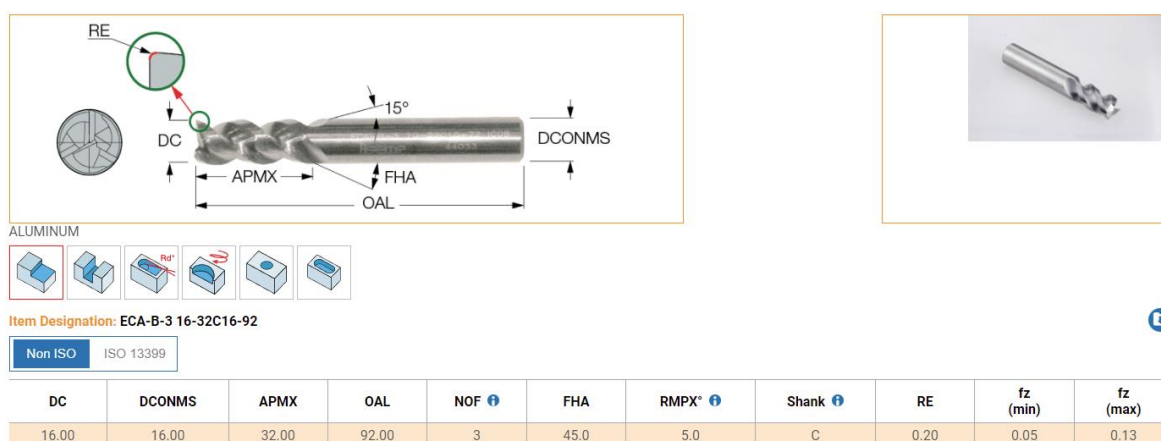 RE
15°
DC
DCONMS
APMX
FHA
OAL
ALUMINUM
Rd°
Item Designation: ECA-B-3 16-32C16-92
Non ISO ISO 13399
DC DCONMS APMX OAL NOF FHA RMPX° Shank RE fz (min) fz (max)
16.00 16.00 32.00 92.00 3 45.0 5.0 C 0.20 0.05 0.13